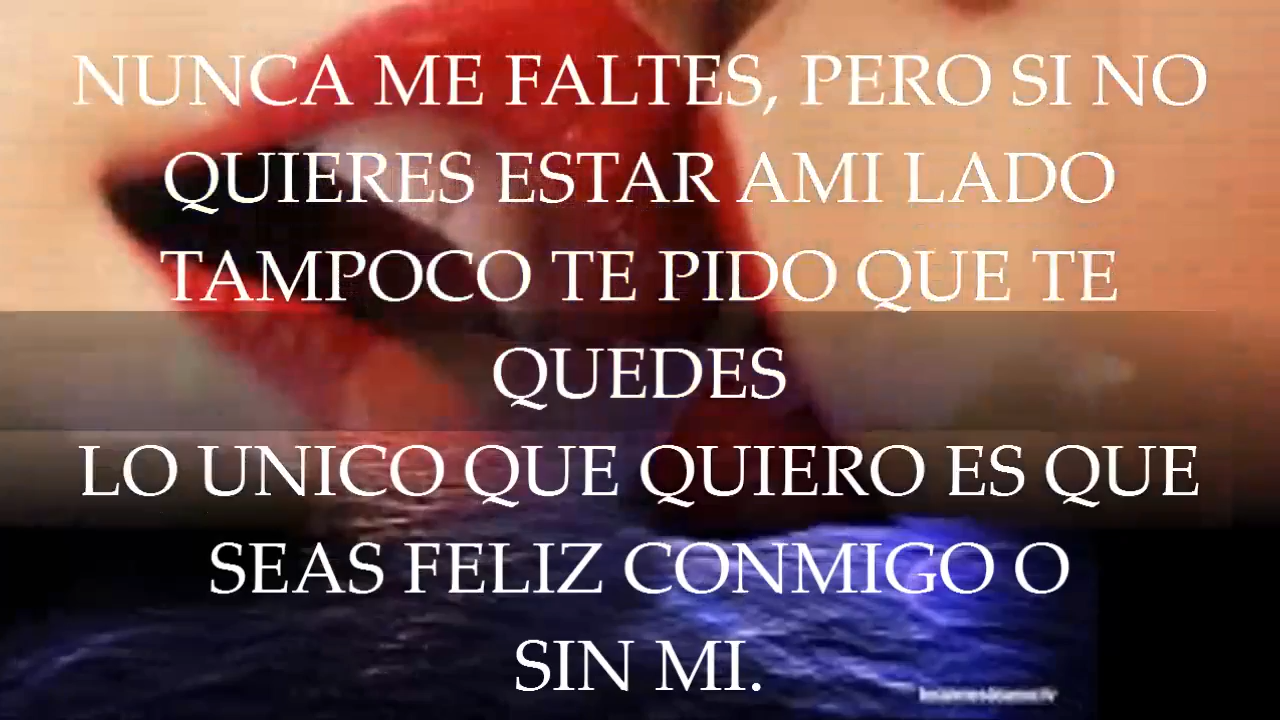 NUNCA ME FALTES, PERO SI NO
QUIERES ESTAR AMI LADO
TAMPOCO TE PIDO QUE TE
QUEDES
LO UNICO QUE QUIERO ES QUE
SEAS FELIZ CONMIGO O
SIN MI.